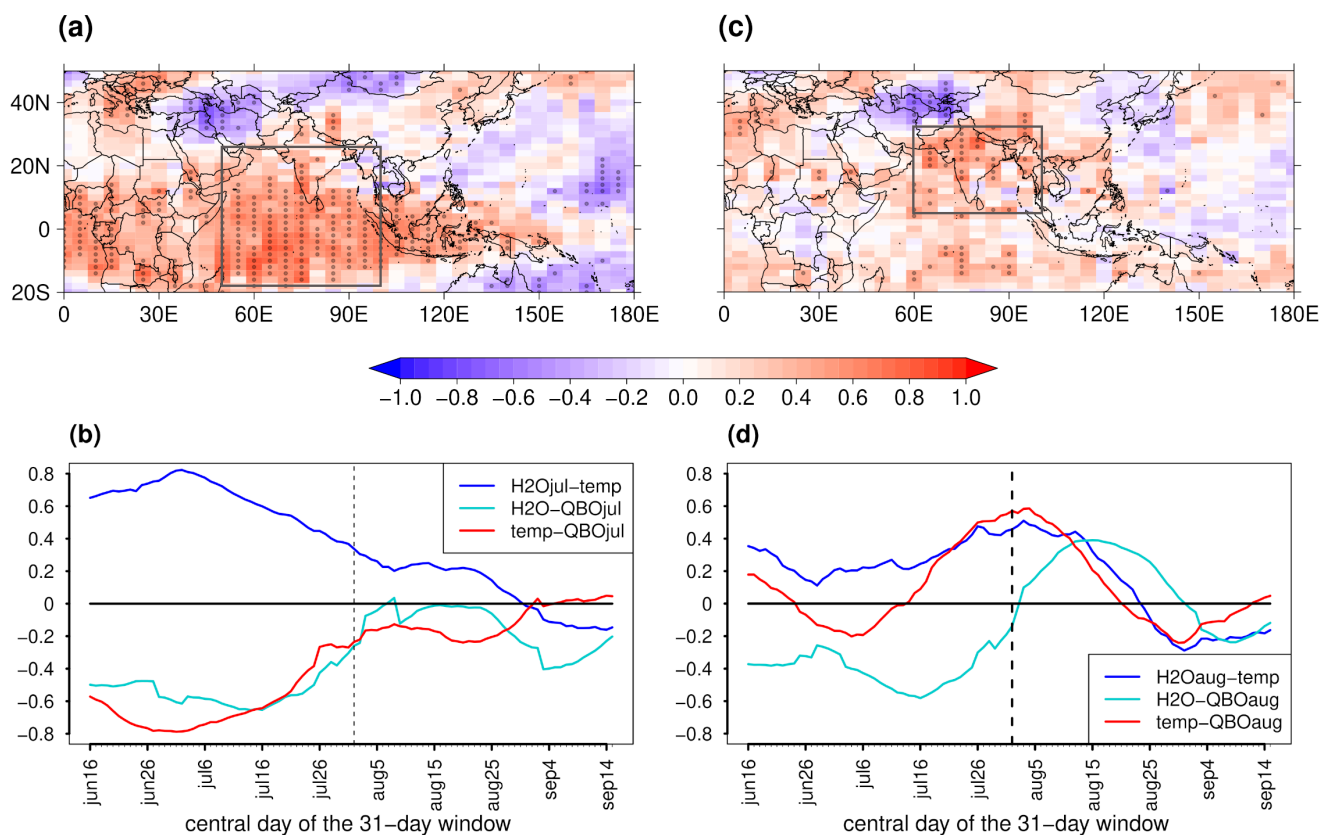 (a)
(c)
40N
20N
0
20S
0 30E 60E 90E 120E 150E 180E
0 30E 60E 90E 120E 150E 180E
−1.0 −0.8 −0.6 −0.4 −0.2 0.0 0.2 0.4 0.6 0.8 1.0
(b)
(d)
0.8
0.6
0.4
0.2
0
−0.2
−0.4
−0.6
−0.8
H2Ojul−temp
H2O−QBOjul
temp−QBOjul
jun16 jun26 jul6 jul16 jul26 aug5 aug15 aug25 sep4 sep14
central day of the 31−day window
0.8
0.6
0.4
0.2
0
−0.2
−0.4
−0.6
−0.8
H2Oaug−temp
H2O−QBOaug
temp−QBOaug
jun16 jun26 jul6 jul16 jul26 aug5 aug15 aug25 sep4 sep14
central day of the 31−day window